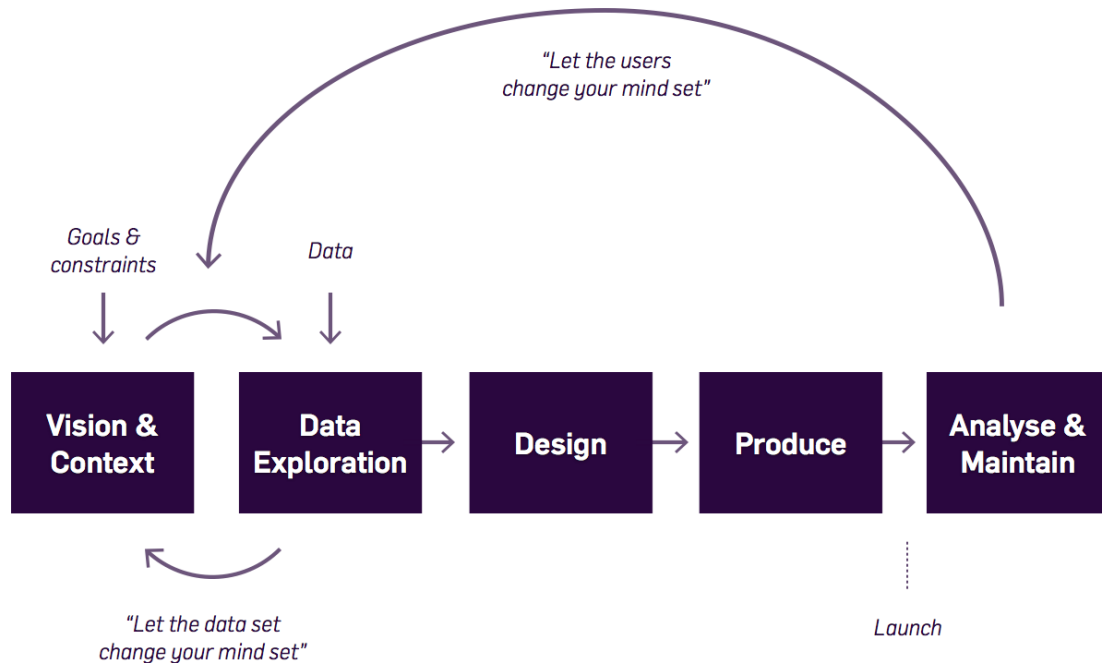 “Let the users
change your mind set”
Goals &
constraints
Data
Vision &
Context
Data
Exploration
Design
Produce
Analyse &
Maintain
“Let the data set
change your mind set”
Launch